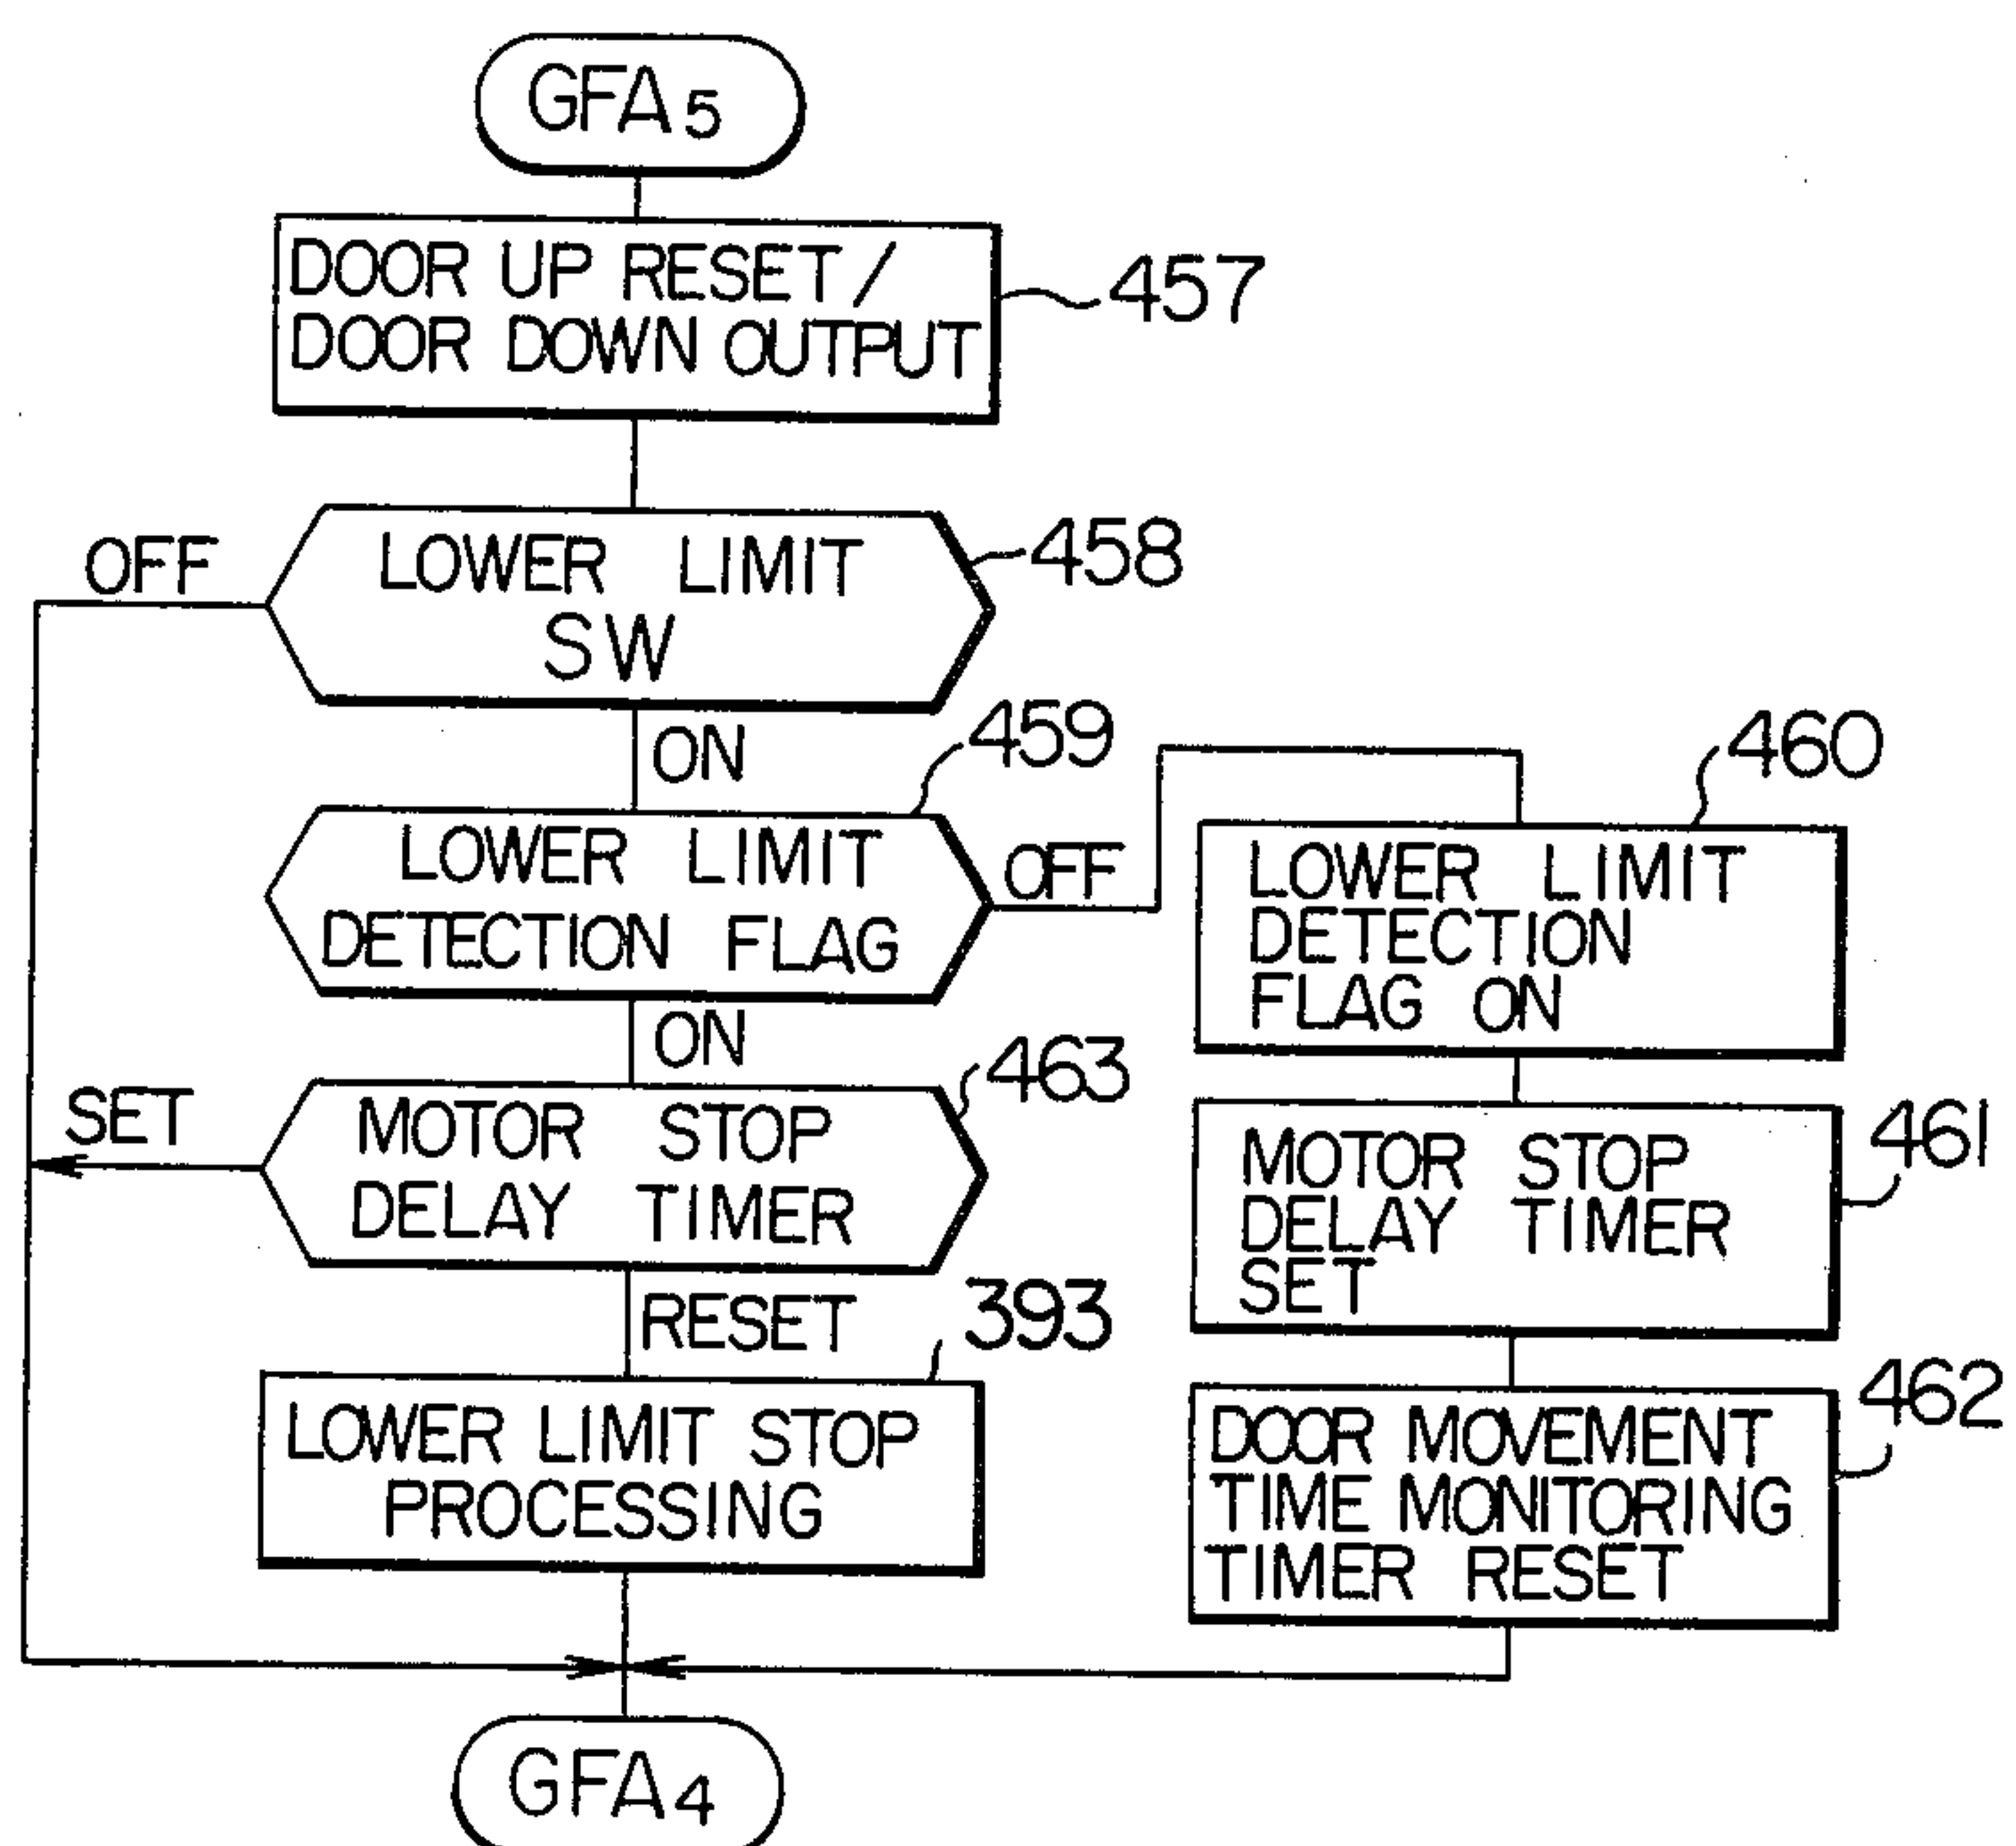 GFA5
DOOR UP RESET/
DOOR DOWN OUTPUT
457
OFF
LOWER LIMIT
SW
458
ON
459
LOWER LIMIT
DETECTION FLAG
OFF
460
LOWER LIMIT
DETECTION
FLAG ON
ON
463
SET
MOTOR STOP
DELAY TIMER
461
MOTOR STOP
DELAY TIMER
SET
RESET
393
LOWER LIMIT STOP
PROCESSING
462
DOOR MOVEMENT
TIME MONITORING
TIMER RESET
GFA4